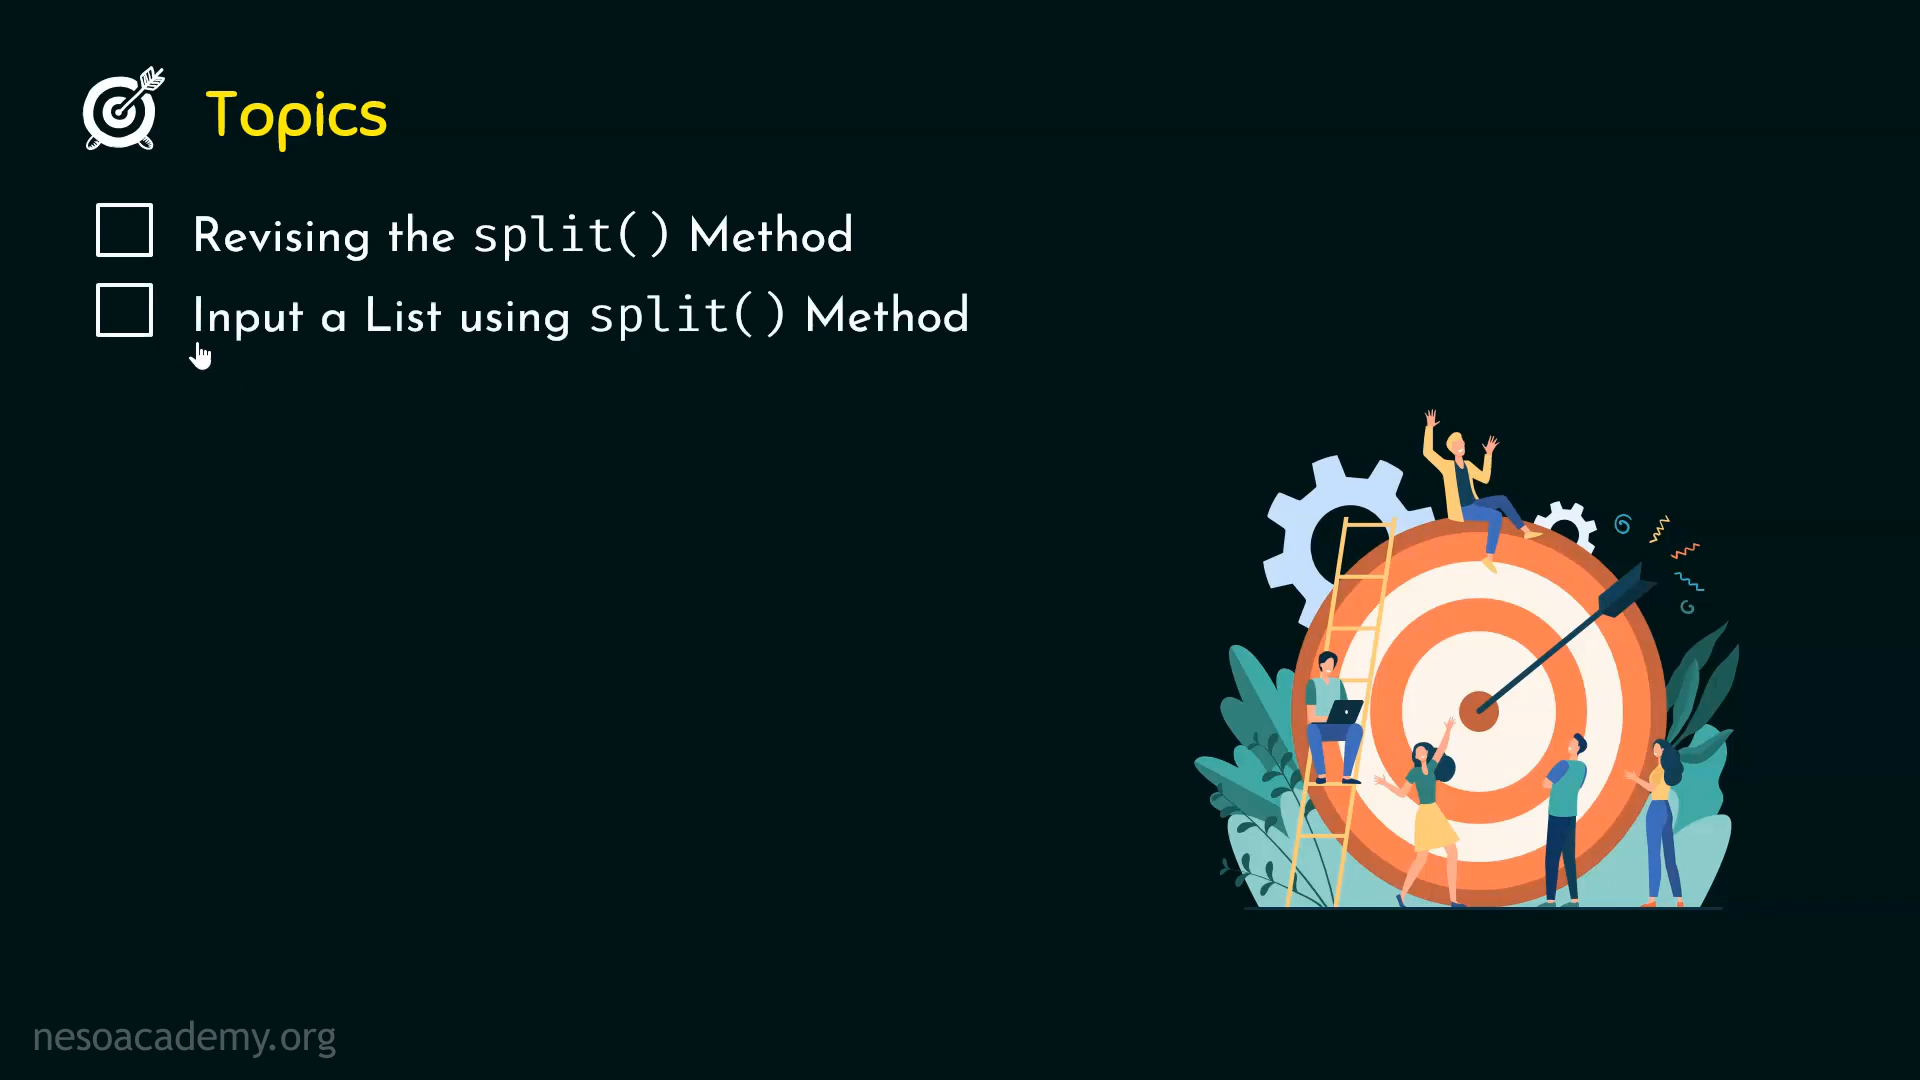 Topics
Revising the split() Method
Input a List using split() Method
nesoacademy.org